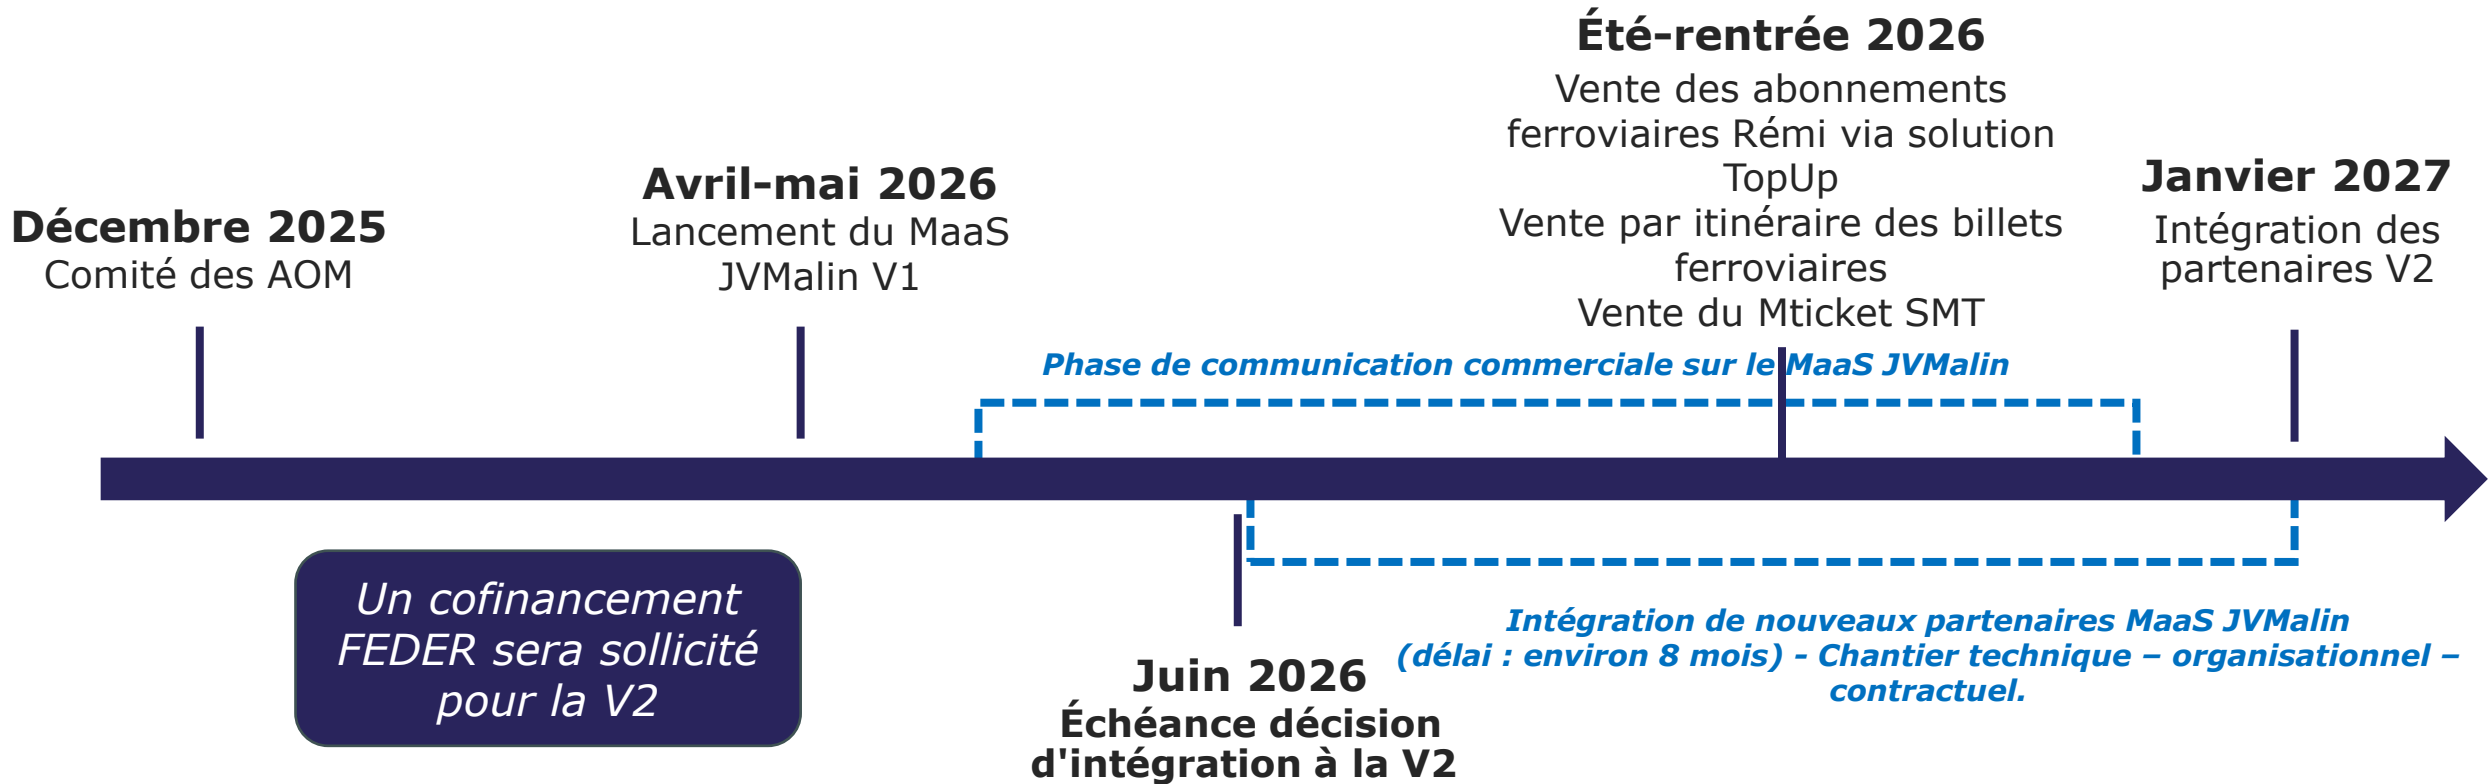 Décembre 2025
Comité des AOM
Avril-mai 2026
Lancement du MaaS
JVMalin V1
Été-rentrée 2026
Vente des abonnements
ferroviaires Rémi via solution
TopUp
Vente par itinéraire des billets
ferroviaires
Vente du Mticket SMT
Janvier 2027
Intégration des
partenaires V2
Phase de communication commerciale sur le MaaS JVMalin
Un cofinancement
FEDER sera sollicité
pour la V2
Juin 2026
Échéance décision
d'intégration à la V2
Intégration de nouveaux partenaires MaaS JVMalin
(délai : environ 8 mois) - Chantier technique – organisationnel –
contractuel.